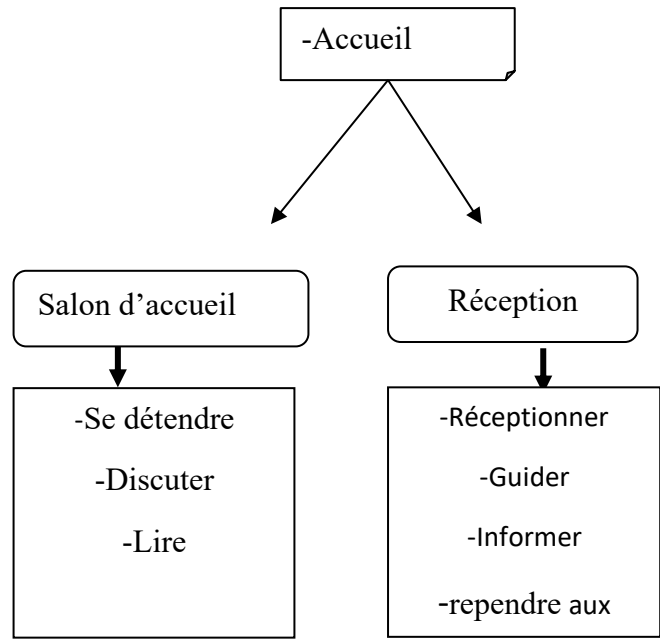 -Accueil
Salon d’accueil
-Se détendre
-Discuter
-Lire
Réception
-Réceptionner
-Guider
-Informer
-rependre aux